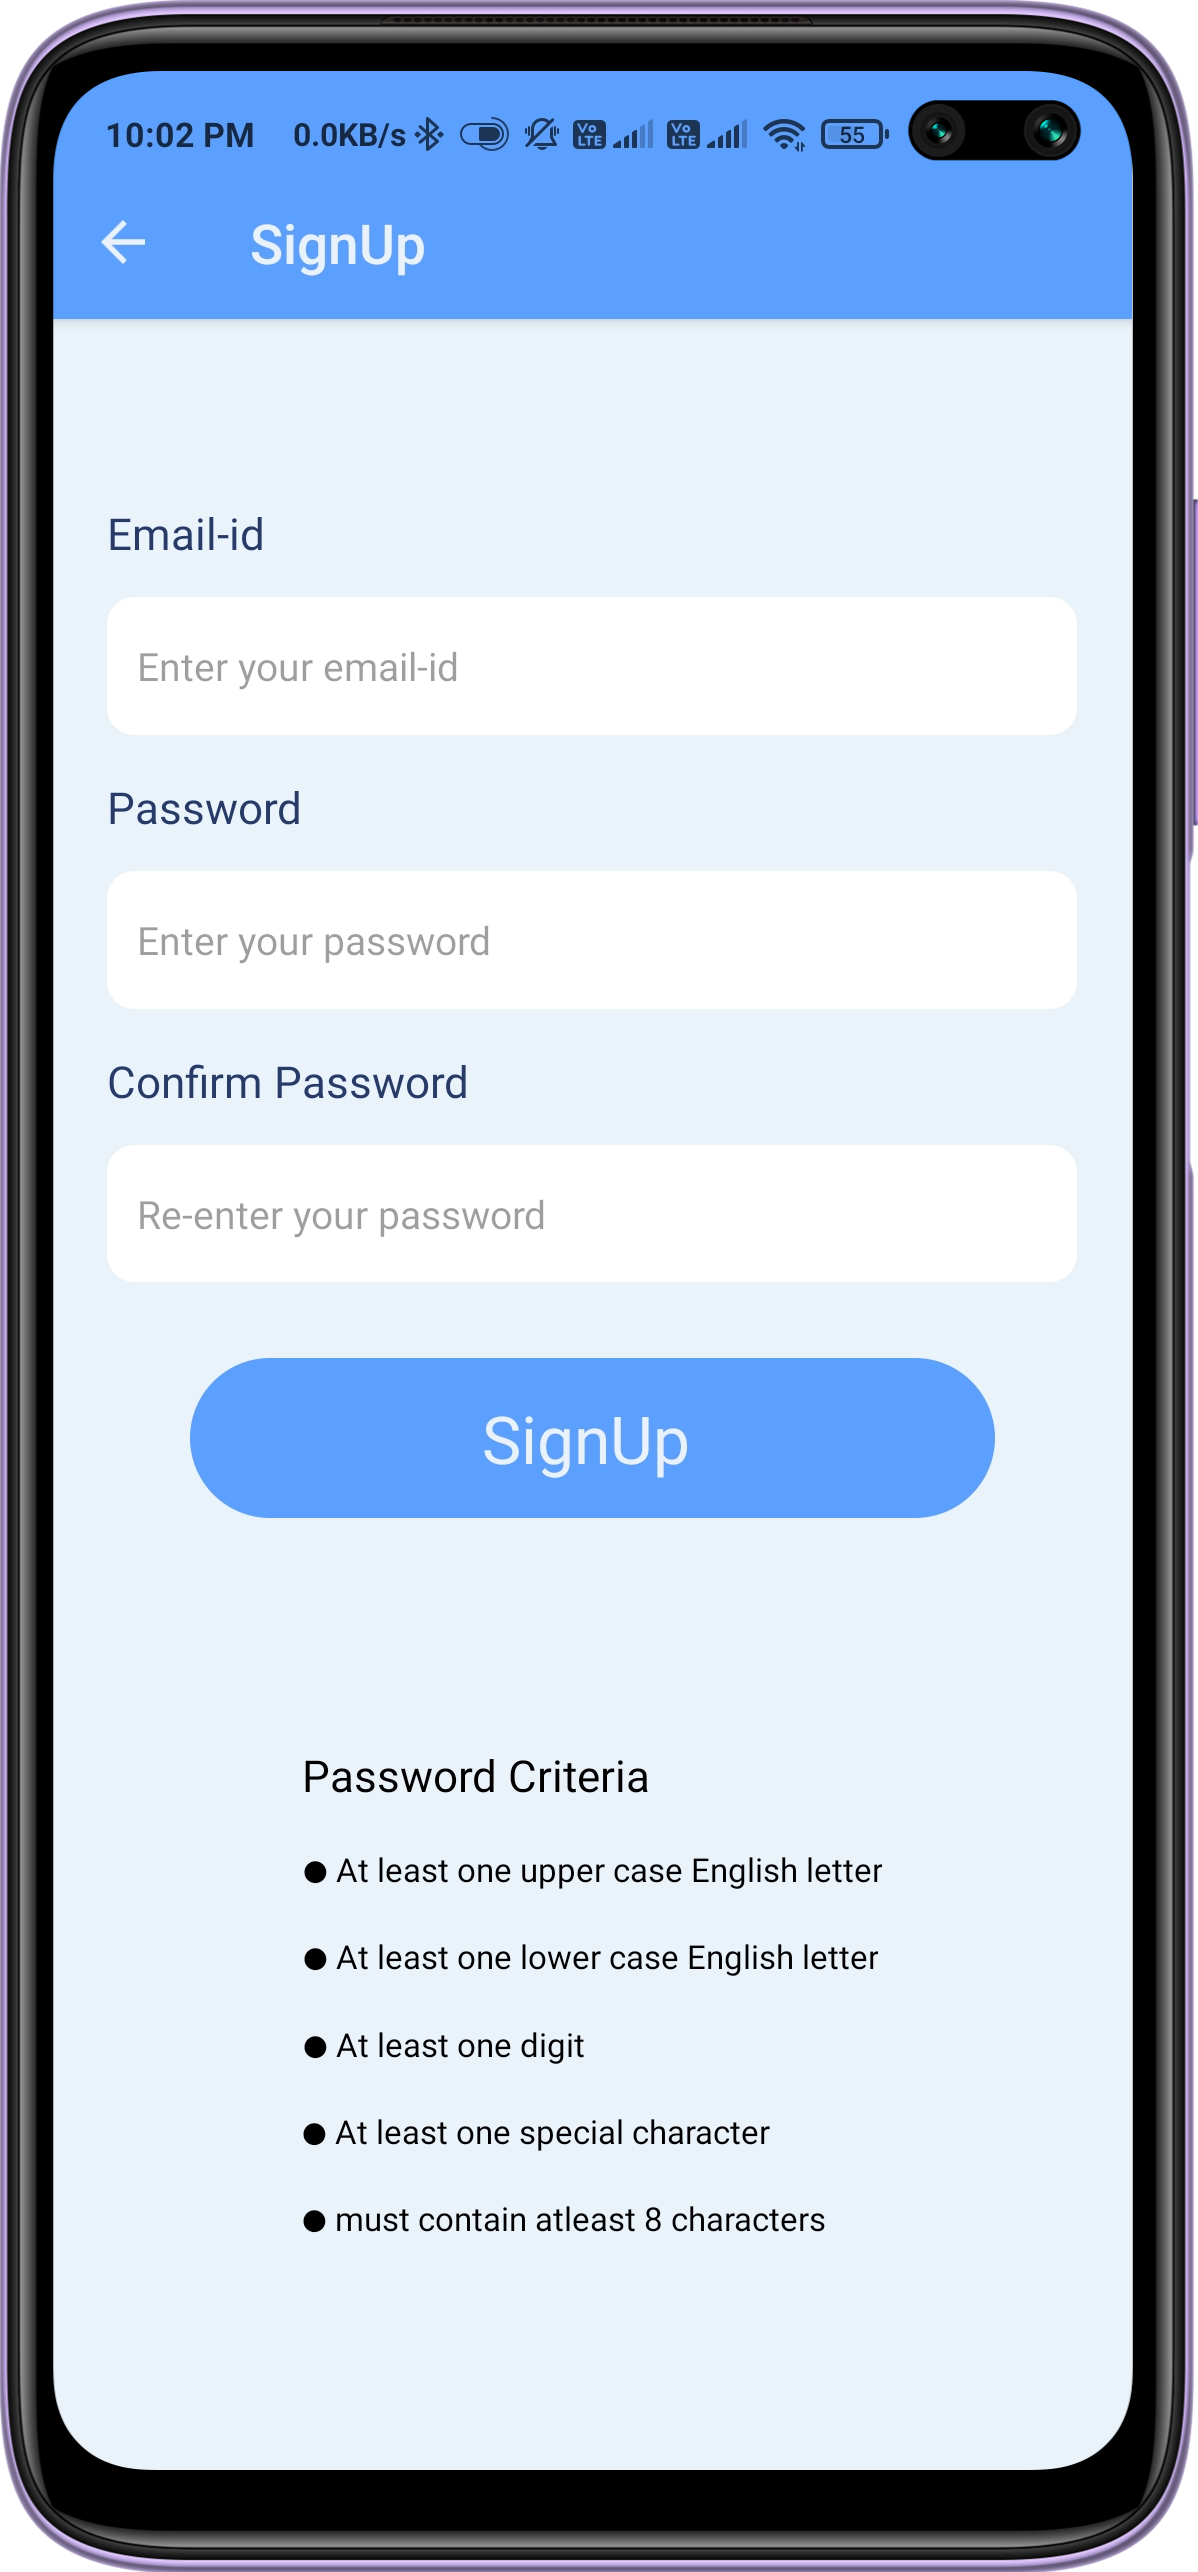 10:02 PM 0.0KB/s Vo LTE Vo LTE 55
SignUp
Email-id
Enter your email-id
Password
Enter your password
Confirm Password
Re-enter your password
SignUp
Password Criteria
● At least one upper case English letter
● At least one lower case English letter
● At least one digit
● At least one special character
● must contain atleast 8 characters